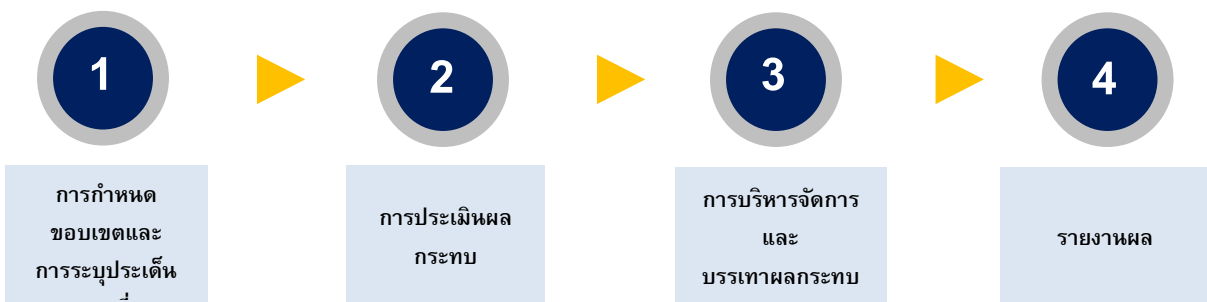 1
2
3
4
การกำหนด
ขอบเขตและ
การระบุประเด็น
การประเมินผล
กระทบ
การบริหารจัดการ
และ
บรรเทาผลกระทบ
รายงานผล